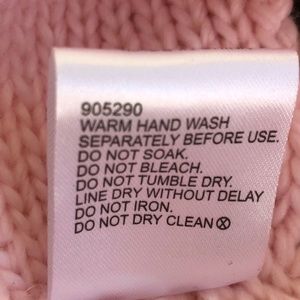 905290
WARM HAND WASH
SEPARATELY BEFORE USE.
DO NOT SOAK.
DO NOT BLEACH.
DO NOT TUMBLE DRY.
LINE DRY WITHOUT DELAY
DO NOT IRON.
DO NOT DRY CLEAN